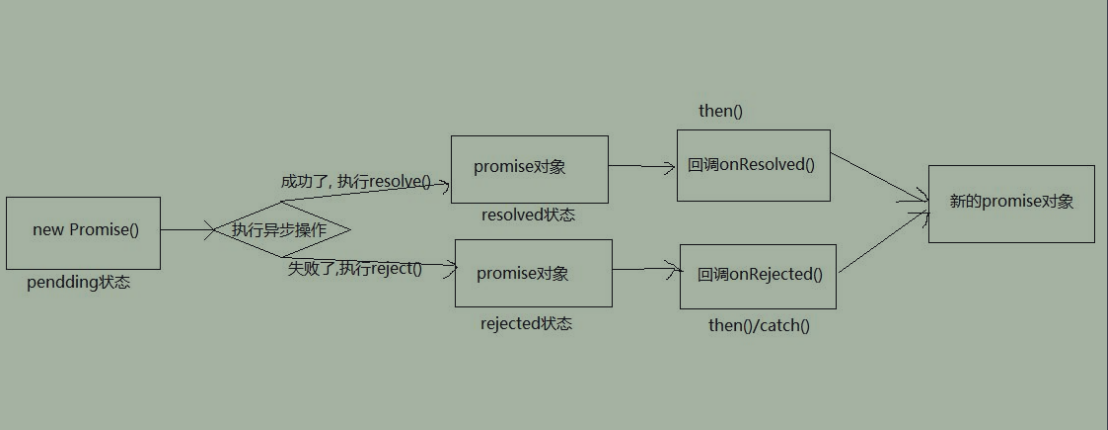 new Promise()
pendding状态
执行异步操作
成功了, 执行resolve()
失败了,执行reject()
promise对象
resolved状态
promise对象
rejected状态
then()
回调onResolved()
回调onRejected()
then()/catch()
新的promise对象